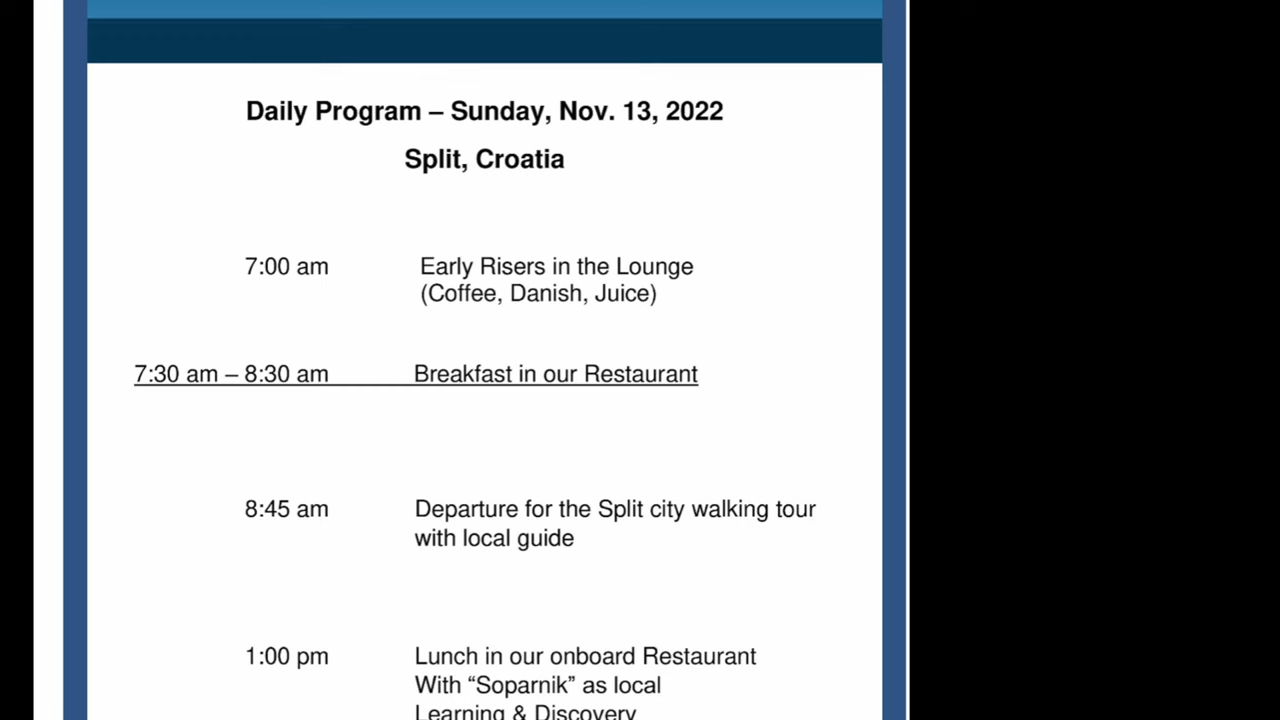 Daily Program – Sunday, Nov. 13, 2022
Split, Croatia
7:00 am Early Risers in the Lounge
(Coffee, Danish, Juice)
7:30 am – 8:30 am Breakfast in our Restaurant
8:45 am Departure for the Split city walking tour
with local guide
1:00 pm Lunch in our onboard Restaurant
With “Soparnik” as local
Learning & Discovery